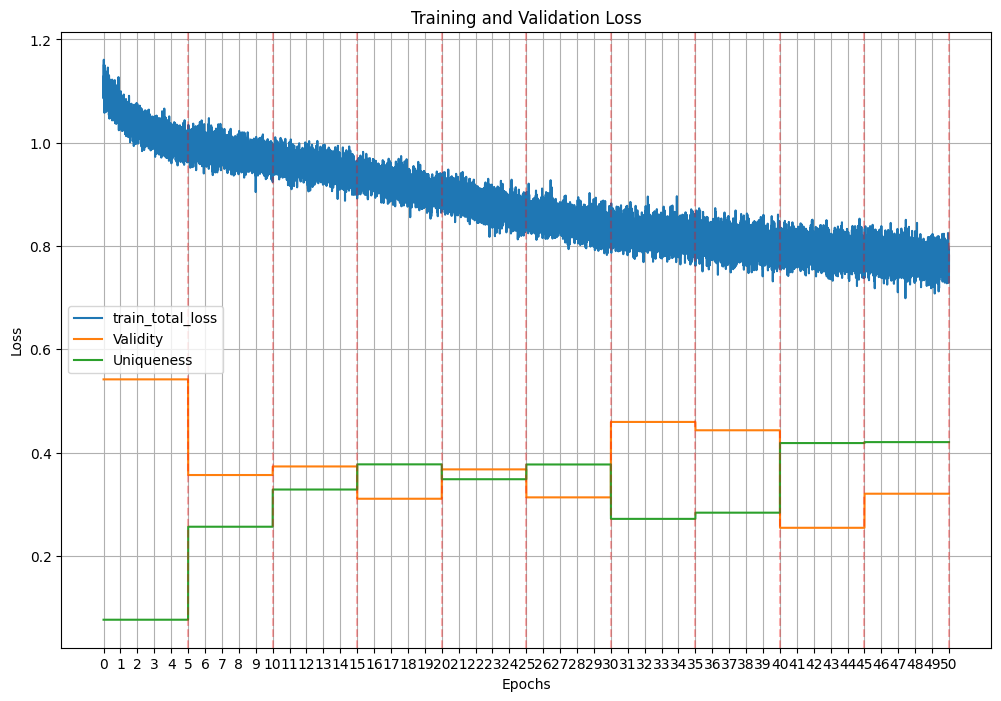 Training and Validation Loss
1.2
1.0
0.8
0.6
0.4
0.2
Loss
train_total_loss
Validity
Uniqueness
0 1 2 3 4 5 6 7 8 9 10 11 12 13 14 15 16 17 18 19 20 21 22 23 24 25 26 27 28 29 30 31 32 33 34 35 36 37 38 39 40 41 42 43 44 45 46 47 48 49 50
Epochs